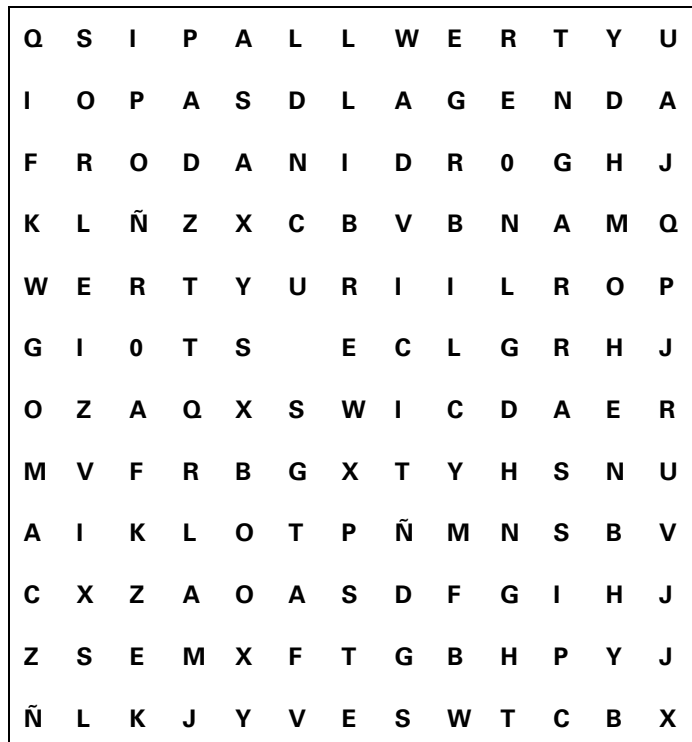 Q S I P A L L W E R T Y U
I O P A S D L A G E N D A
F R O D A N I D R 0 G H J
K L Ñ Z X C B V B N A M Q
W E R T Y U R I I L R O P
G I 0 T S E C L G R H J
O Z A Q X S W I C D A E R
M V F R B G X T Y H S N U
A I K L O T P Ñ M N S B V
C X Z A O A S D F G I H J
Z S E M X F T G B H P Y J
Ñ L K J Y V E S W T C B X